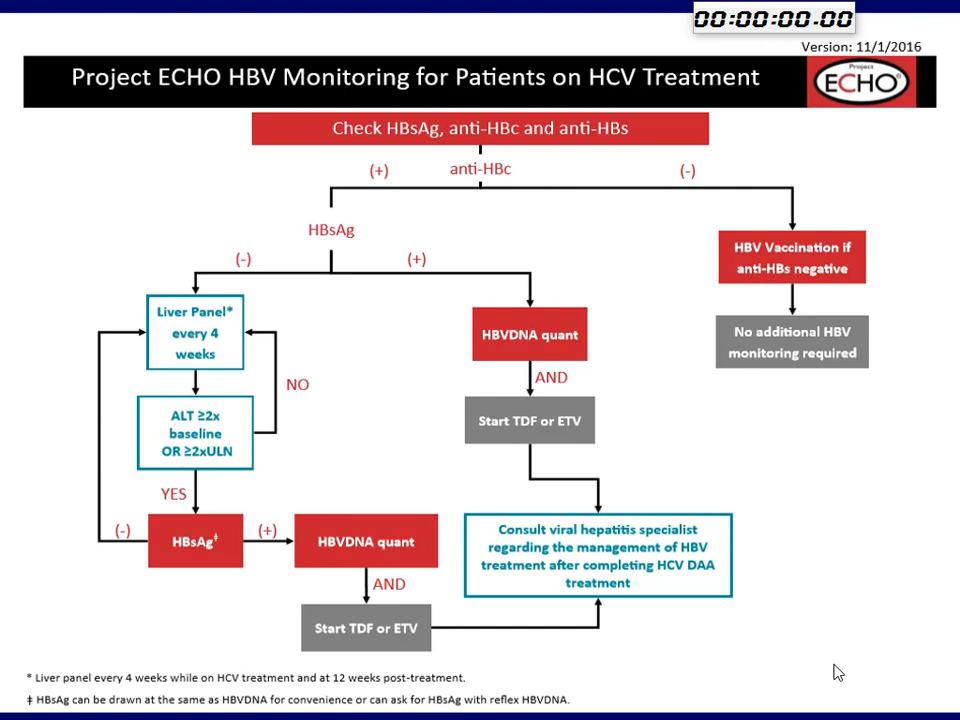 00:00:00.00
Version: 11/1/2016
Project ECHO HBV Monitoring for Patients on HCV Treatment
Project
ECHO®
Check HBsAg, anti-HBc and anti-HBs
(+)
anti-HBc
(-)
HBsAg
(-)
(+)
HBV Vaccination if
anti-HBs negative
Liver Panel*
every 4
weeks
HBVDNA quant
No additional HBV
monitoring required
NO
AND
ALT ≥2x
baseline
OR ≥2xULN
Start TDF or ETV
YES
(-)
HBsAg‡
(+)
HBVDNA quant
Consult viral hepatitis specialist
regarding the management of HBV
treatment after completing HCV DAA
treatment
AND
Start TDF or ETV
* Liver panel every 4 weeks while on HCV treatment and at 12 weeks post-treatment.
‡ HBsAg can be drawn at the same as HBVDNA for convenience or can ask for HBsAg with reflex HBVDNA.